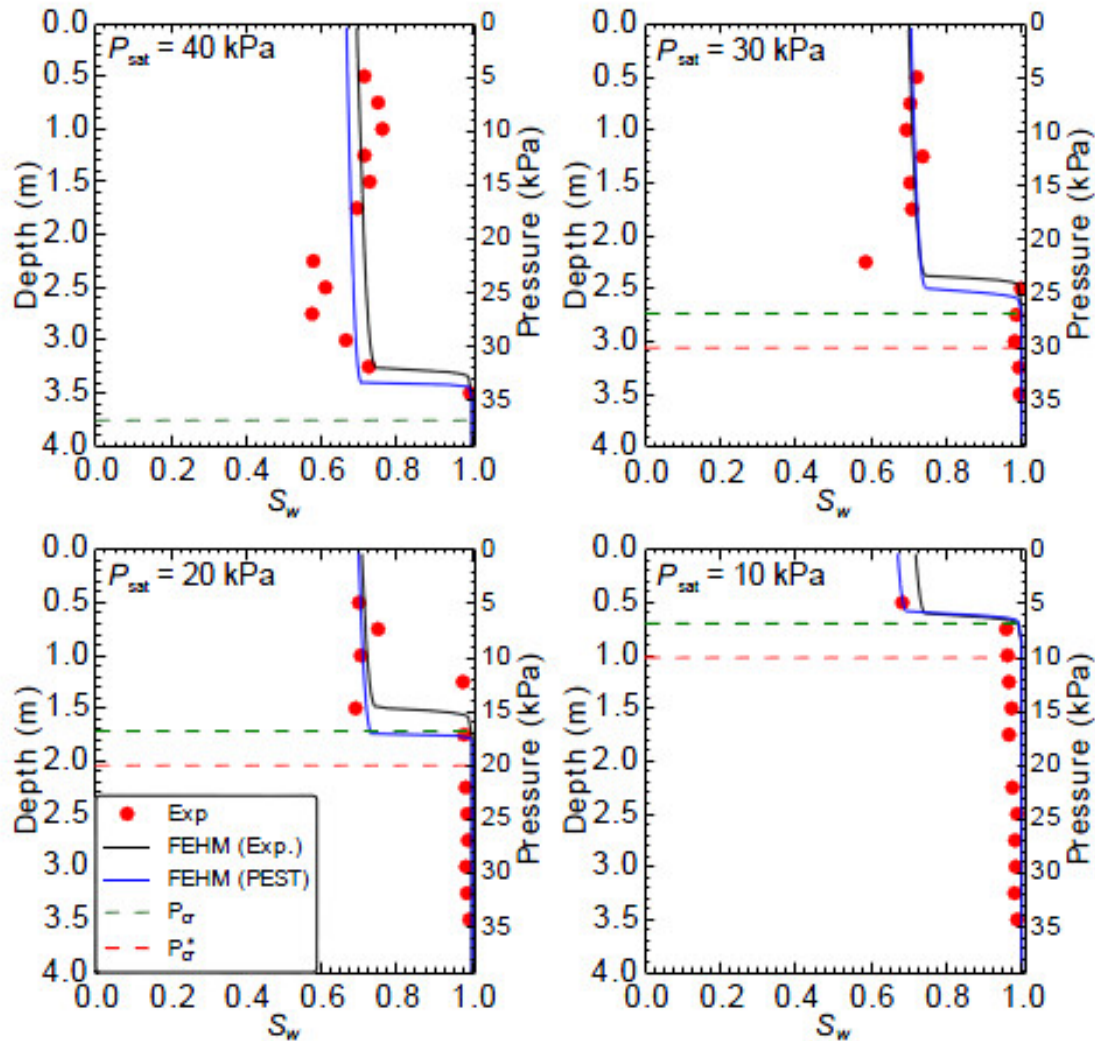 P_sat = 40 kPa
0.0
0.5
1.0
1.5
2.0
2.5
3.0
3.5
4.0
Depth (m)
0
5
10
15
20
25
30
35
Pressure (kPa)
0.0 0.2 0.4 0.6 0.8 1.0
S_w
P_sat = 30 kPa
0.0
0.5
1.0
1.5
2.0
2.5
3.0
3.5
4.0
Depth (m)
0
5
10
15
20
25
30
35
Pressure (kPa)
0.0 0.2 0.4 0.6 0.8 1.0
S_w
P_sat = 20 kPa
0.0
0.5
1.0
1.5
2.0
2.5
3.0
3.5
4.0
Depth (m)
Exp
FEHM (Exp.)
FEHM (PEST)
P_cr
P*_cr
0
5
10
15
20
25
30
35
Pressure (kPa)
0.0 0.2 0.4 0.6 0.8 1.0
S_w
P_sat = 10 kPa
0.0
0.5
1.0
1.5
2.0
2.5
3.0
3.5
4.0
Depth (m)
0
5
10
15
20
25
30
35
Pressure (kPa)
0.0 0.2 0.4 0.6 0.8 1.0
S_w